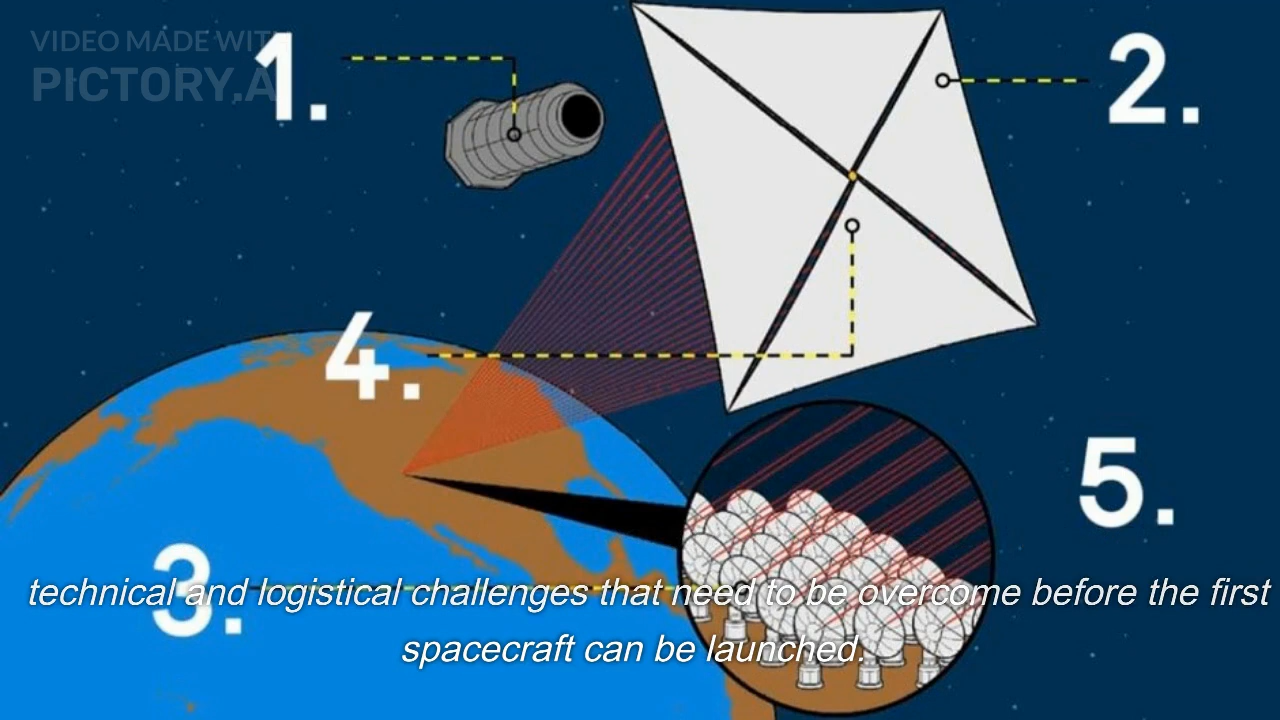 VIDEO MADE WITH
PICTORY.A
1.
2.
4.
5.
3.
technical and logistical challenges that need to be overcome before the first
spacecraft can be launched.